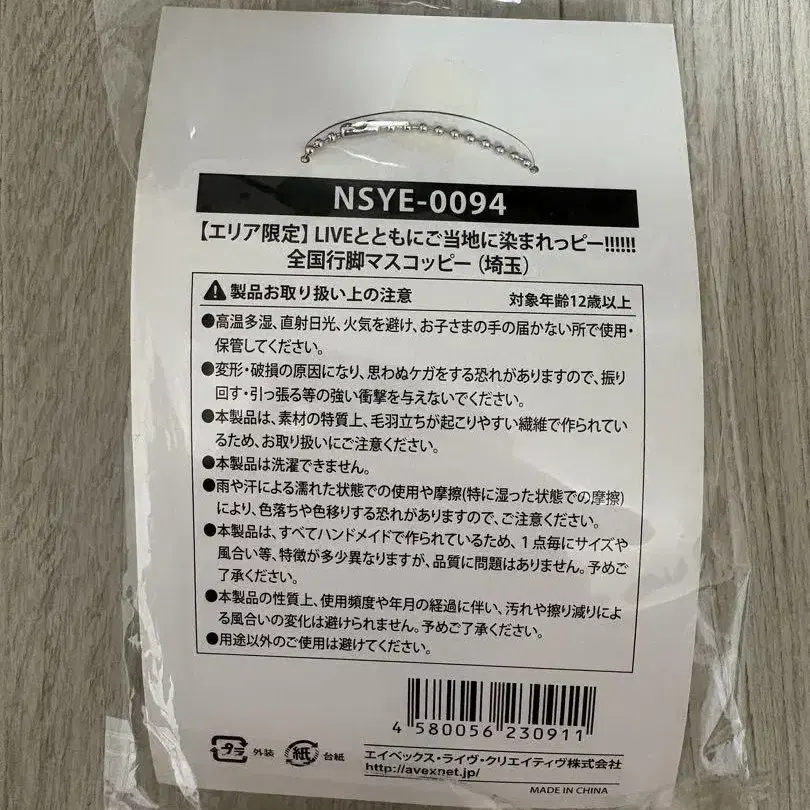 NSYE-0094
【エリア限定】LIVEとともにご当地に染まれっピー!!!!!!
全国行脚マスコッピー（埼玉）
製品お取り扱い上の注意 対象年齢12歳以上
●高温多湿、直射日光、火気を避け、お子さまの手の届かない所で使用・
保管してください。
●変形・破損の原因になり、思わぬケガをする恐れがありますので、振り
回す・引っ張る等の強い衝撃を与えないでください。
●本製品は、素材の特質上、毛羽立ちが起こりやすい繊維で作られてい
るため、お取り扱いにご注意ください。
●本製品は洗濯できません。
●雨や汗による濡れた状態での使用や摩擦(特に湿った状態での摩擦)
により、色落ちや色移りする恐れがありますので、ご注意ください。
●本製品は、すべてハンドメイドで作られているため、1点毎にサイズや
風合い等、特徴が多少異なりますが、品質に問題はありません。予めご
了承ください。
●本製品の性質上、使用頻度や年月の経過に伴い、汚れや擦り減りによ
る風合いの変化は避けられません。予めご了承ください。
●用途以外のご使用は避けてください。
4 580056 230911
プラ 外装 紙 台紙
エイベックス・ライヴ・クリエイティヴ株式会社
http://avexnet.jp/
MADE IN CHINA